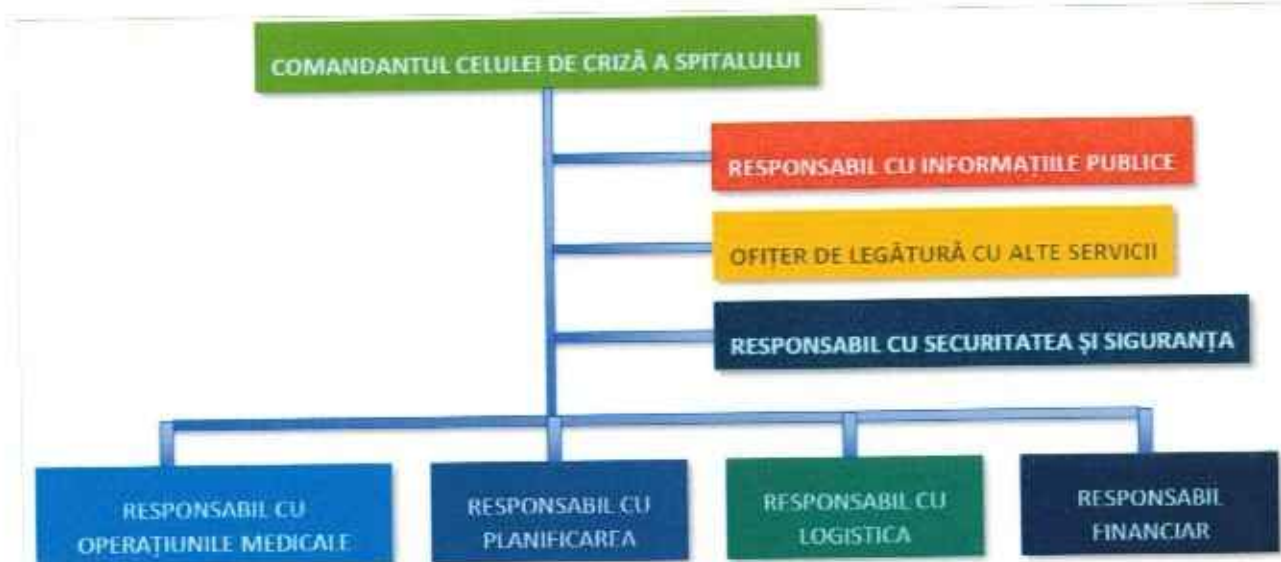 COMANDANTUL CELULEI DE CRIZĂ A SPITALULUI
RESPONSABIL CU INFORMAȚIILE PUBLICE
OFIȚER DE LEGĂTURĂ CU ALTE SERVICII
RESPONSABIL CU SECURITATEA ȘI SIGURANȚA
RESPONSABIL CU
OPERAȚIUNILE MEDICALE
RESPONSABIL CU
PLANIFICAREA
RESPONSABIL CU
LOGISTICA
RESPONSABIL
FINANCIAR